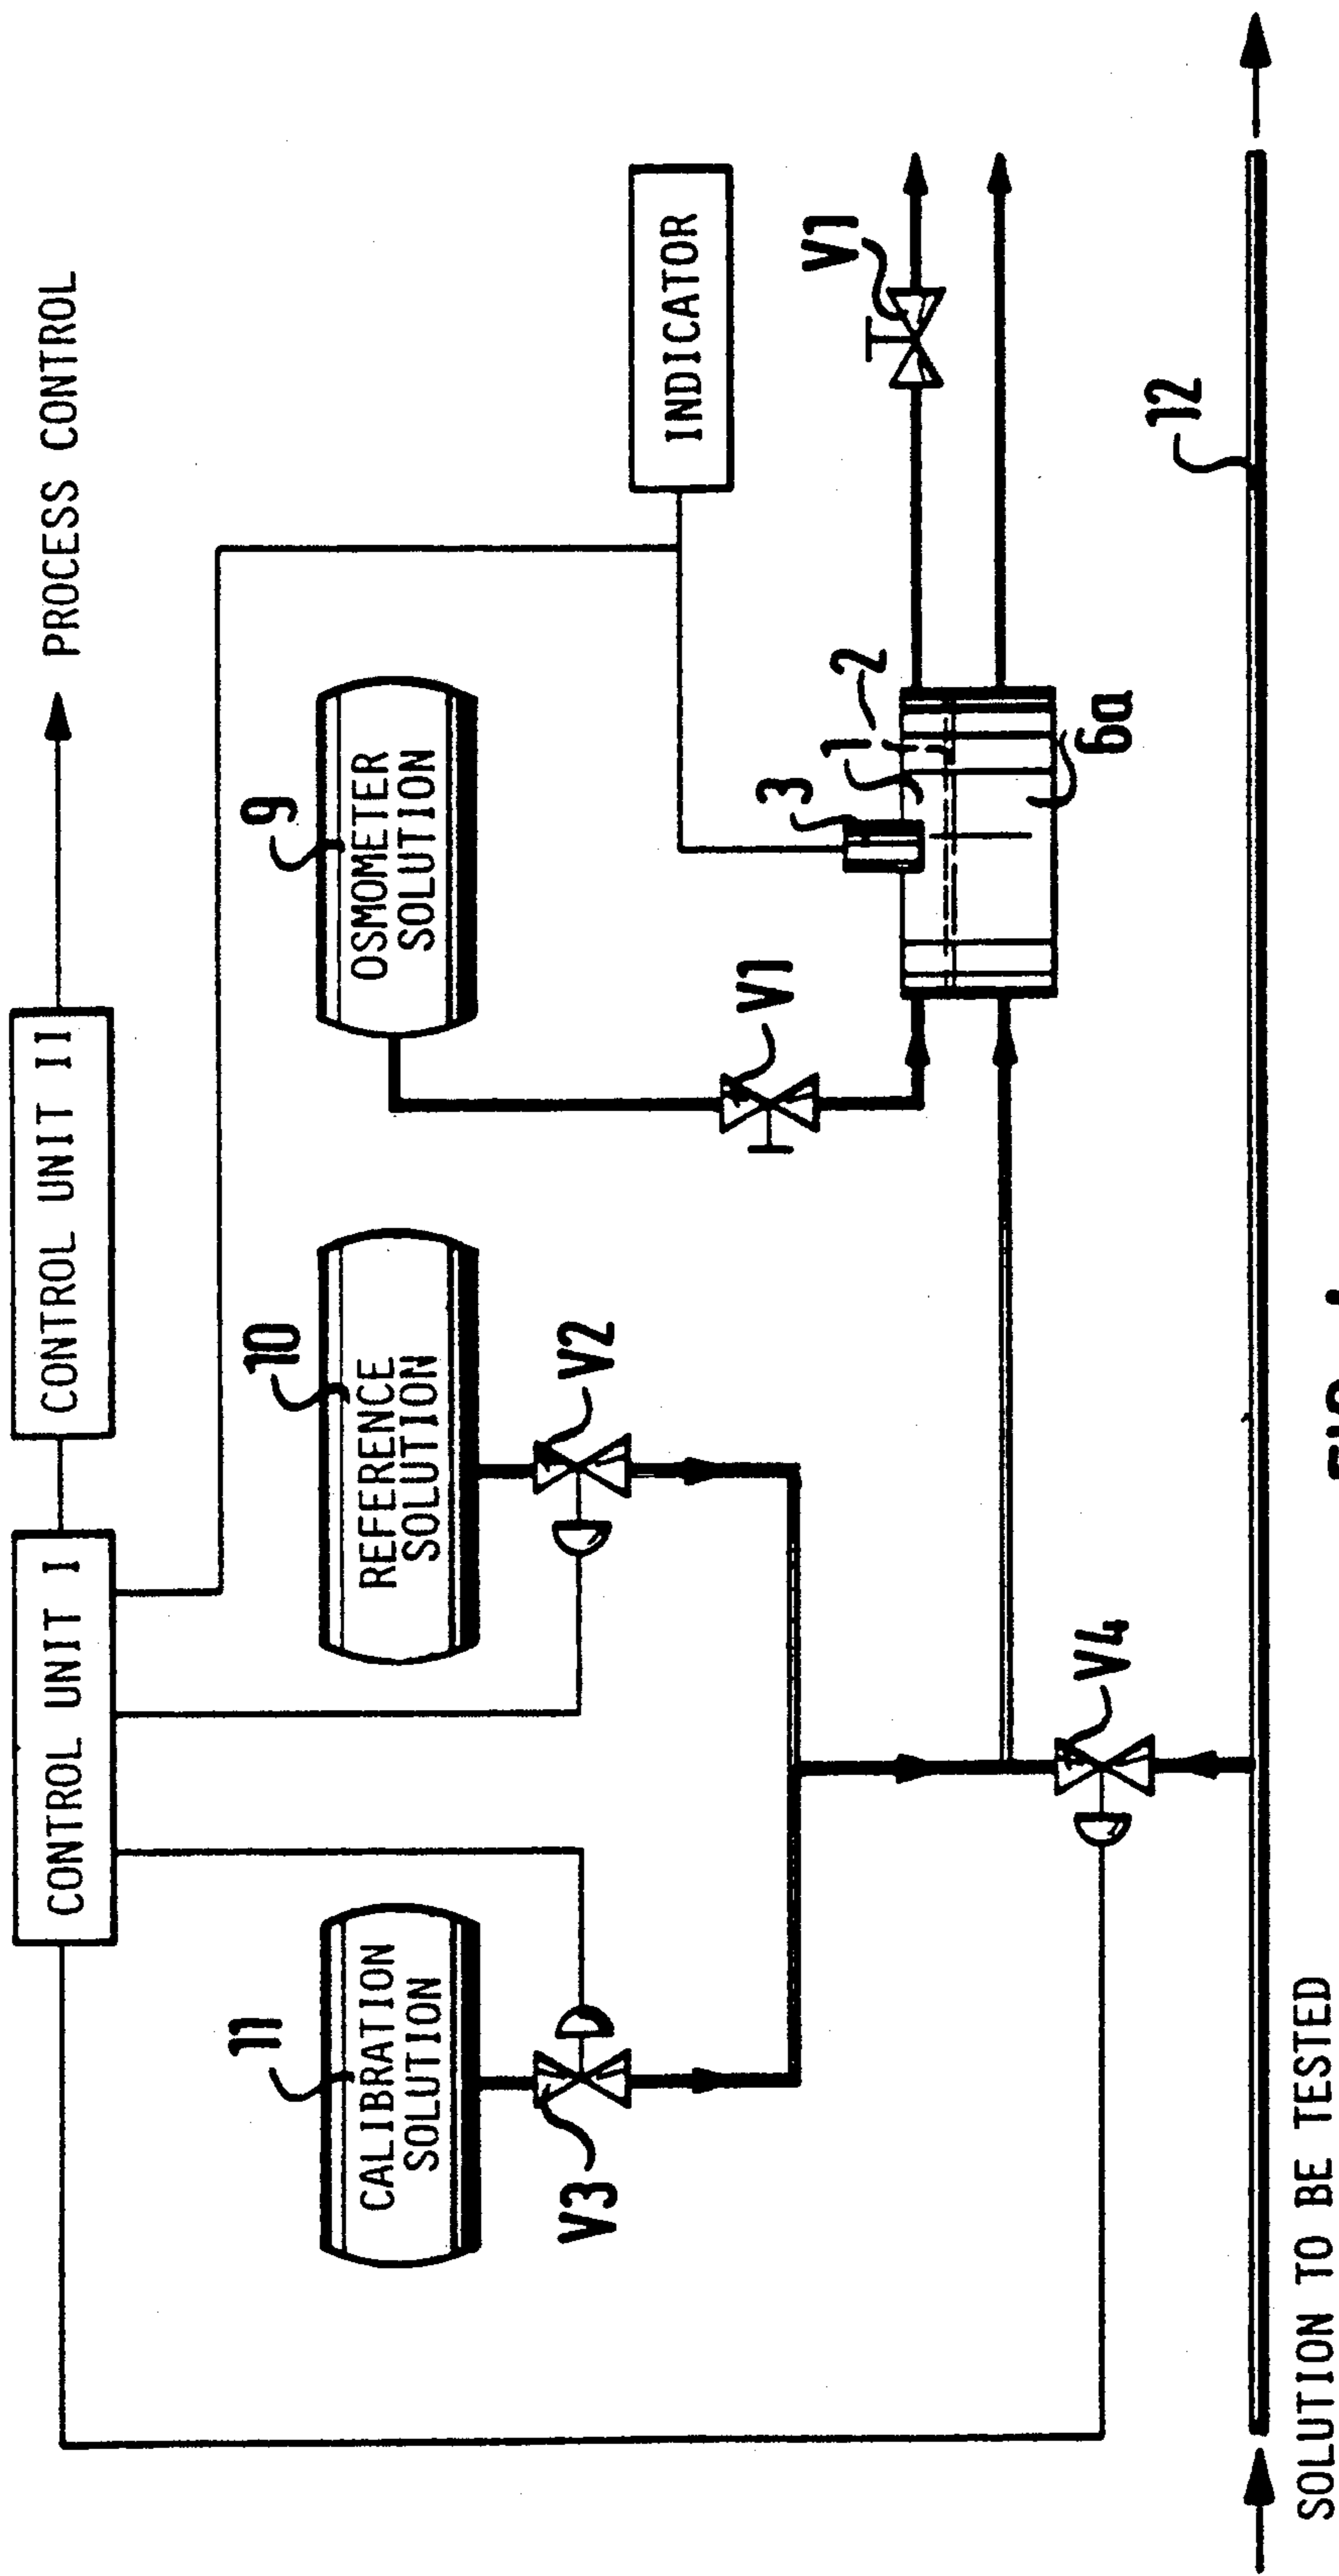 CONTROL UNIT I
CONTROL UNIT II
PROCESS CONTROL
11
CALIBRATION
SOLUTION
V3
10
REFERENCE
SOLUTION
V2
9
OSMOMETER
SOLUTION
V1
INDICATOR
3
1
2
V1
6a
V4
12
SOLUTION TO BE TESTED